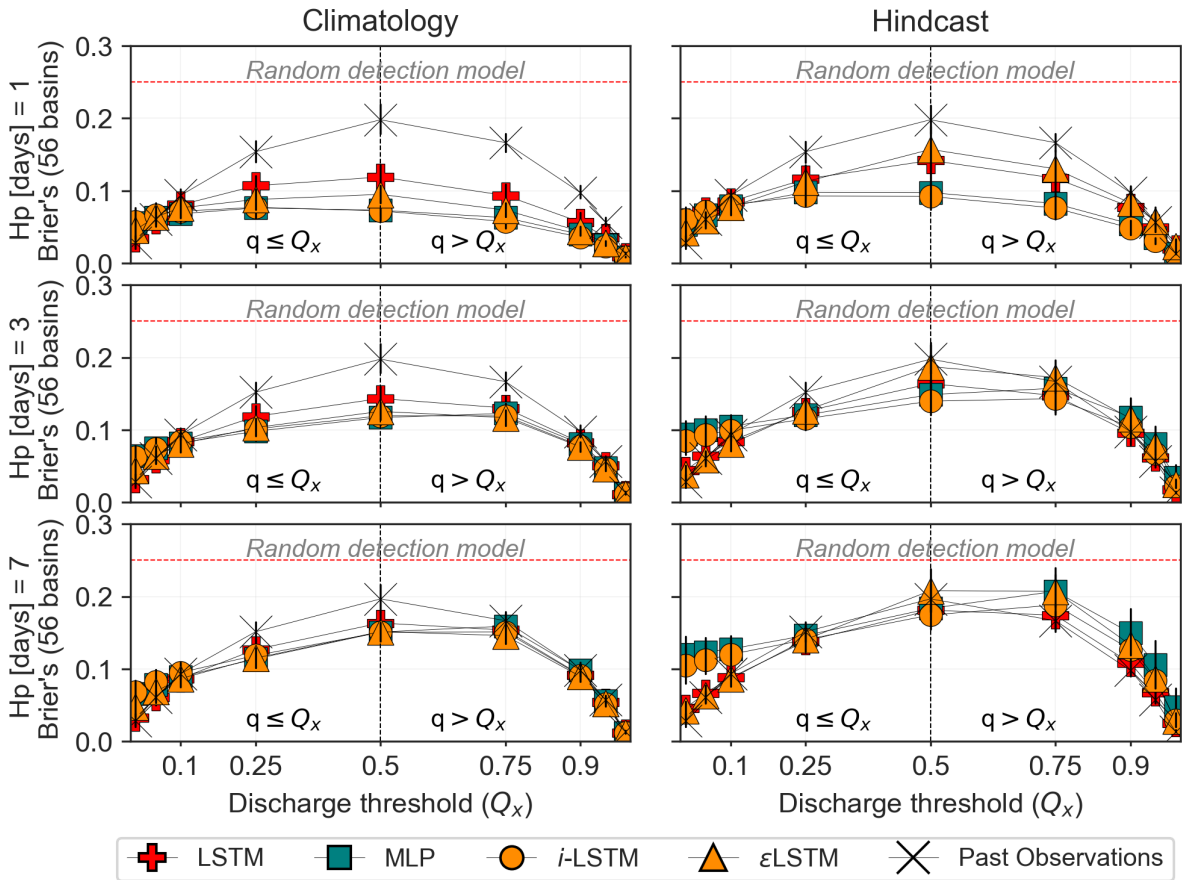 Climatology
Hindcast
Hp [days] = 1
Brier's (56 basins)
0.3
0.2
0.1
0.0
Random detection model
q ≤ Qₓ
q > Qₓ
Random detection model
q ≤ Qₓ
q > Qₓ
Hp [days] = 3
Brier's (56 basins)
0.3
0.2
0.1
0.0
Random detection model
q ≤ Qₓ
q > Qₓ
Random detection model
q ≤ Qₓ
q > Qₓ
Hp [days] = 7
Brier's (56 basins)
0.3
0.2
0.1
0.0
Random detection model
q ≤ Qₓ
q > Qₓ
Random detection model
q ≤ Qₓ
q > Qₓ
0.1 0.25 0.5 0.75 0.9
0.1 0.25 0.5 0.75 0.9
Discharge threshold (Qₓ)
Discharge threshold (Qₓ)
LSTM MLP i-LSTM εLSTM Past Observations